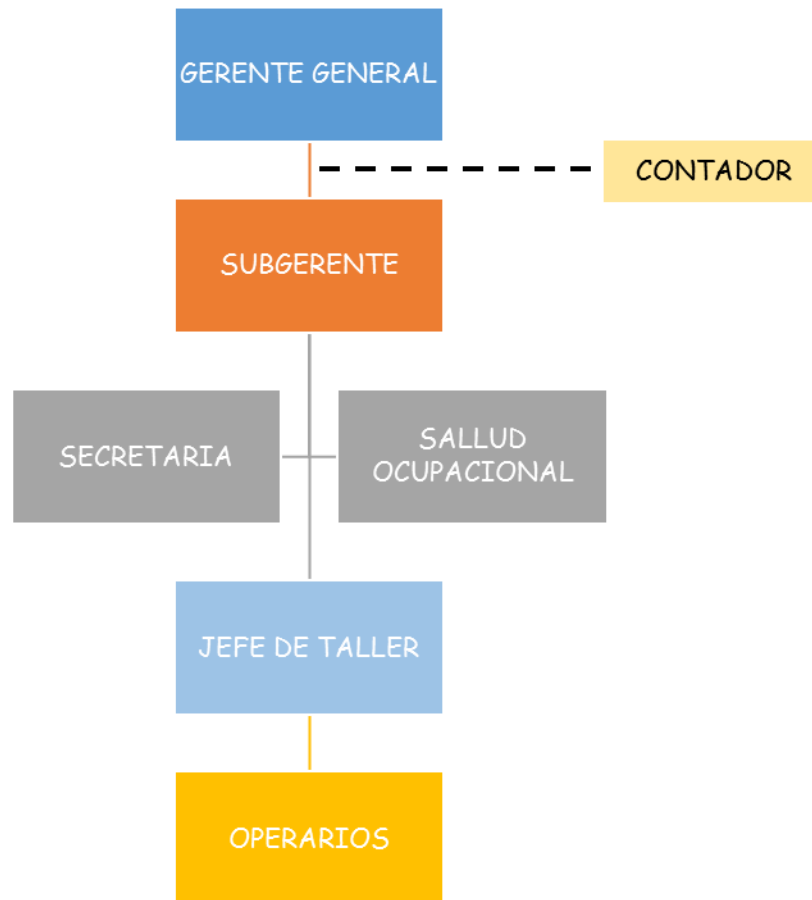 GERENTE GENERAL
CONTADOR
SUBGERENTE
SECRETARIA
SALLUD
OCUPACIONAL
JEFE DE TALLER
OPERARIOS